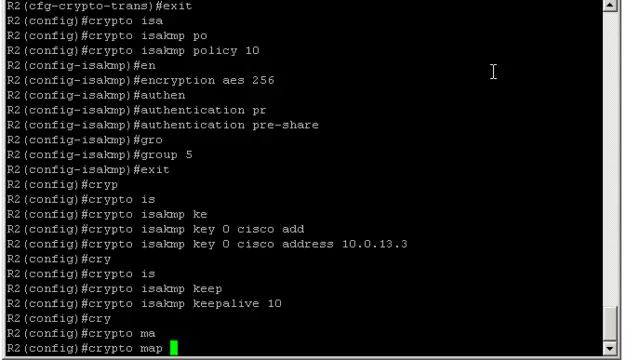 R2(cfg-crypto-trans)#exit
R2(config)#crypto isa
R2(config)#crypto isakmp po
R2(config)#crypto isakmp policy 10
R2(config-isakmp)#en
R2(config-isakmp)#encryption aes 256
R2(config-isakmp)#authen
R2(config-isakmp)#authentication pr
R2(config-isakmp)#authentication pre-share
R2(config-isakmp)#gro
R2(config-isakmp)#group 5
R2(config-isakmp)#exit
R2(config)#cryp
R2(config)#crypto is
R2(config)#crypto isakmp ke
R2(config)#crypto isakmp key 0 cisco add
R2(config)#crypto isakmp key 0 cisco address 10.0.13.3
R2(config)#cry
R2(config)#crypto is
R2(config)#crypto isakmp keep
R2(config)#crypto isakmp keepalive 10
R2(config)#cry
R2(config)#crypto ma
R2(config)#crypto map